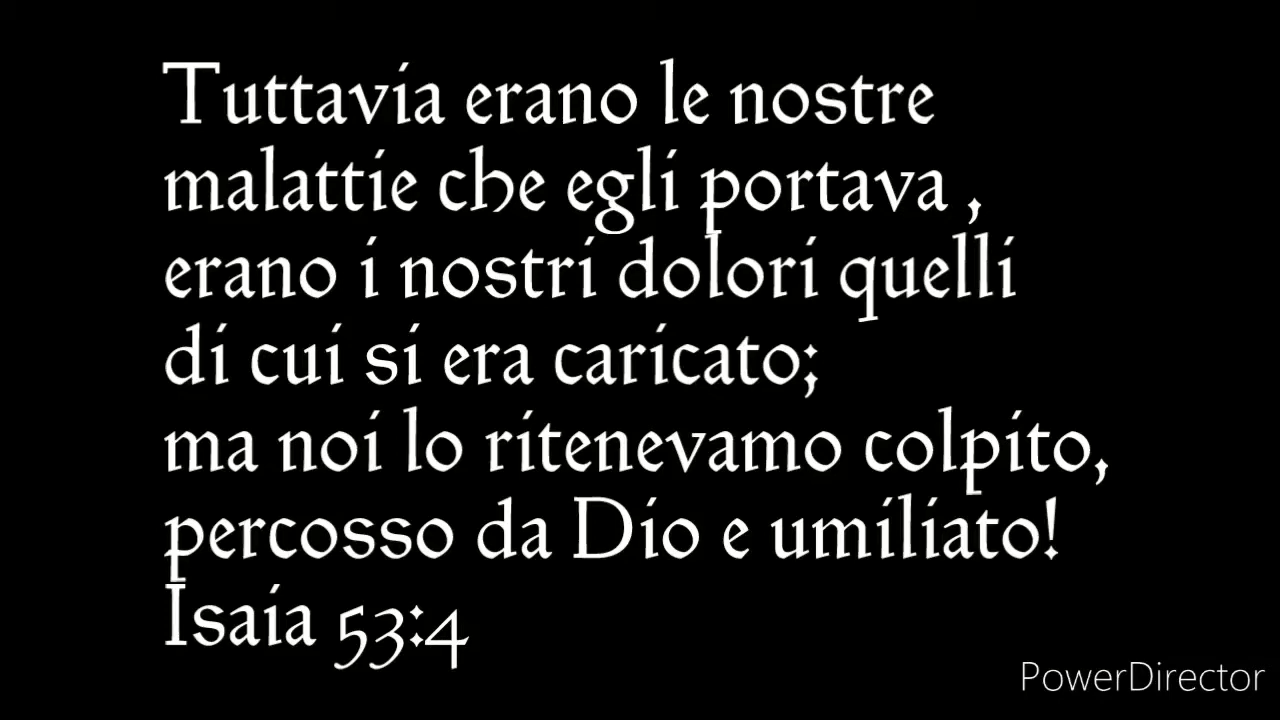 Tuttavia erano le nostre
malattie che egli portava ,
erano i nostri dolori quelli
di cui si era caricato;
ma noi lo ritenevamo colpito,
percosso da Dio e umiliato!
Isaia 53:4
PowerDirector